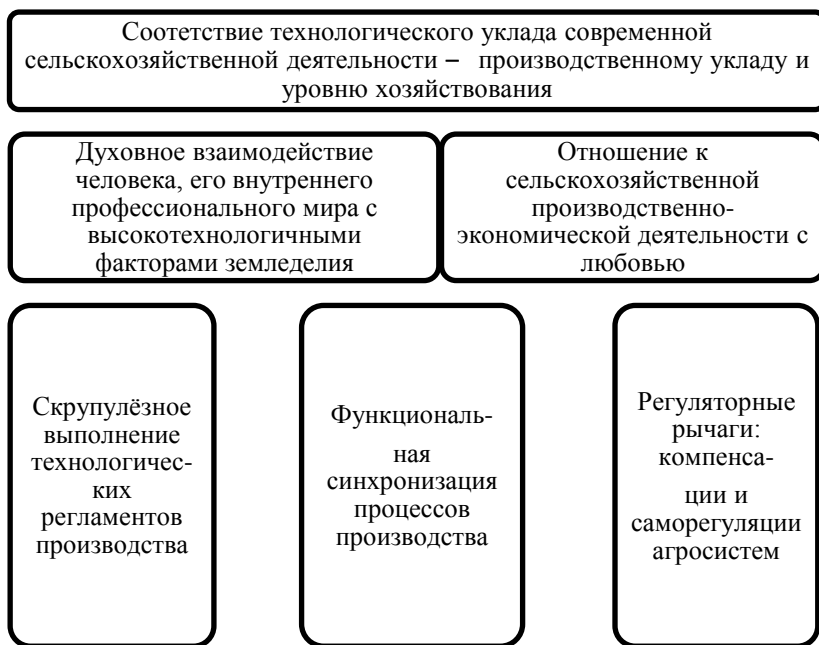 Соотетствие технологического уклада современной
сельскохозяйственной деятельности – производственному укладу и
уровню хозяйствования
Духовное взаимодействие
человека, его внутреннего
профессионального мира с
высокотехнологичными
факторами земледелия
Отношение к
сельскохозяйственной
производственно-
экономической деятельности с
любовью
Скрупулёзное
выполнение
технологичес-
ких
регламентов
производства
Функциональ-
ная
синхронизация
процессов
производства
Регуляторные
рычаги:
компенса-
ции и
саморегуляции
агросистем